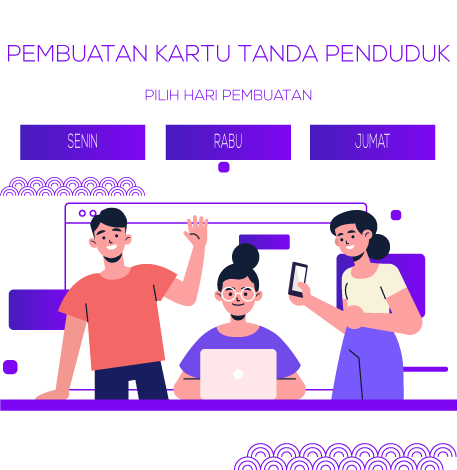 PEMBUATAN KARTU TANDA PENDUDUK
PILIH HARI PEMBUATAN
SENIN
RABU
JUMAT